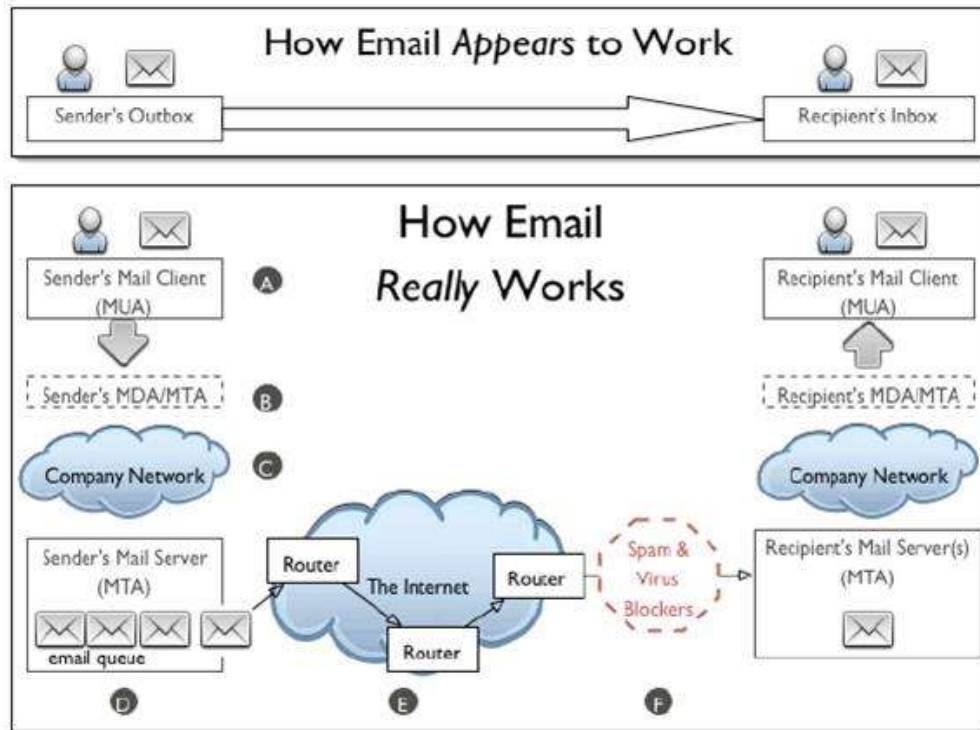 How Email Appears to Work
Sender's Outbox
Recipient's Inbox
How Email
Really Works
Sender's Mail Client
(MUA)
A
Recipient's Mail Client
(MUA)
Sender's MDA/MTA
B
Recipient's MDA/MTA
Company Network
C
Company Network
Sender's Mail Server
(MTA)
email queue
Router
The Internet
Router
Router
Spam &
Virus
Blockers
Recipient's Mail Server(s)
(MTA)
D
E
F